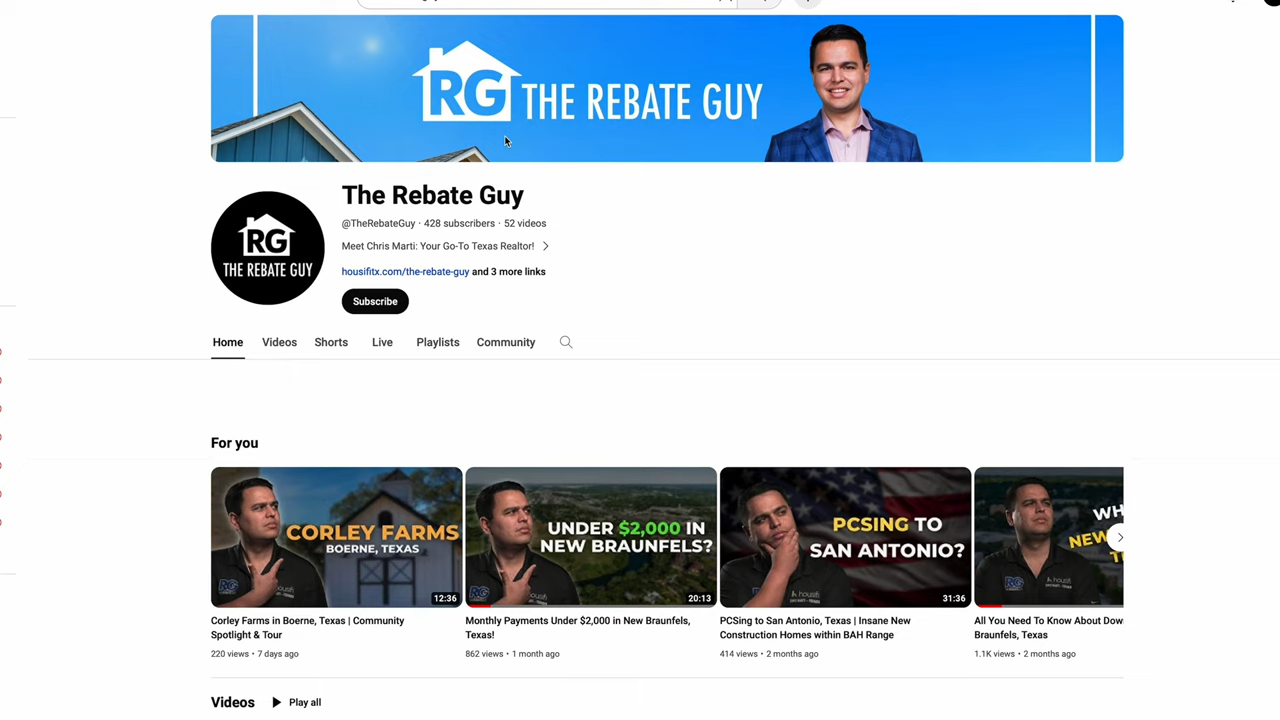 RG THE REBATE GUY
The Rebate Guy
@TheRebateGuy · 428 subscribers · 52 videos
Meet Chris Marti: Your Go-To Texas Realtor!
housifitx.com/the-rebate-guy and 3 more links
Subscribe
RG
THE REBATE GUY
Home Videos Shorts Live Playlists Community
For you
CORLEY FARMS
BOERNE, TEXAS
12:36
UNDER $2,000 IN
NEW BRAUNFELS?
RG
20:13
PCSING TO
SAN ANTONIO?
housifi
31:36
WH
NEW
T
RG housifi
Corley Farms in Boerne, Texas | Community
Spotlight & Tour
220 views • 7 days ago
Monthly Payments Under $2,000 in New Braunfels,
Texas!
862 views • 1 month ago
PCSing to San Antonio, Texas | Insane New
Construction Homes within BAH Range
414 views • 2 months ago
All You Need To Know About Dow
Braunfels, Texas
1.1K views • 2 months ago
Videos Play all